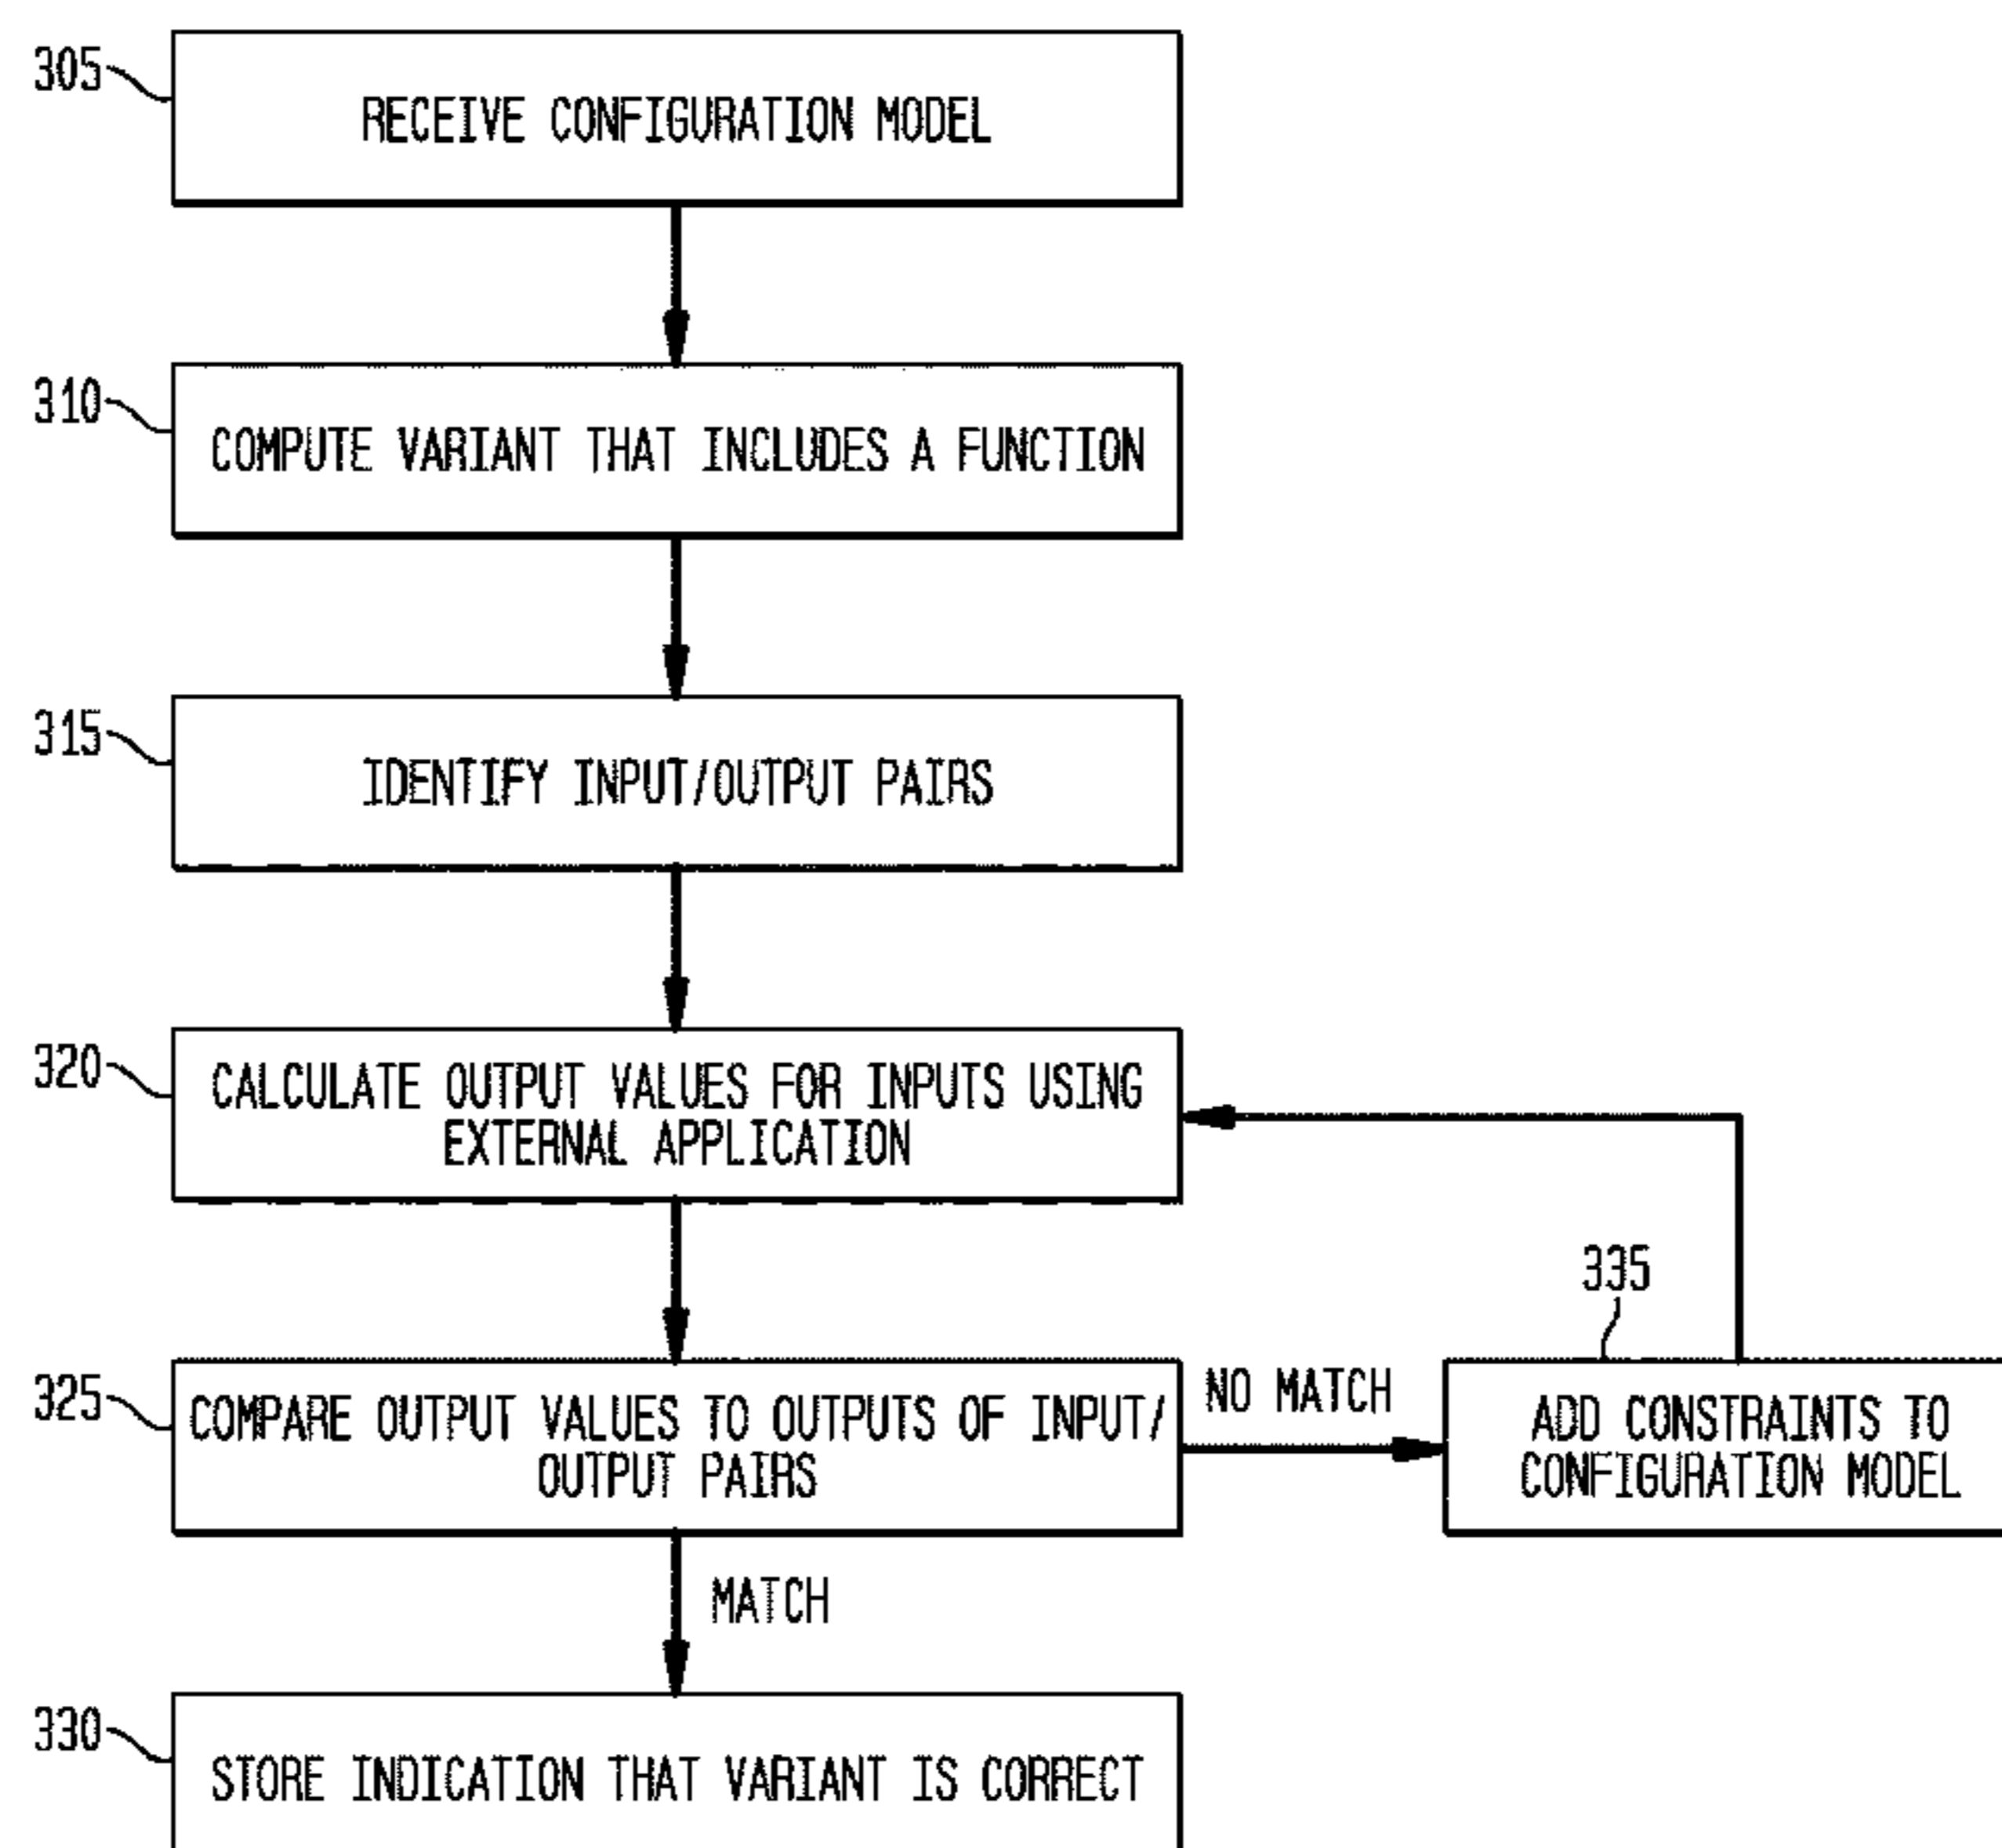 305
RECEIVE CONFIGURATION MODEL
310
COMPUTE VARIANT THAT INCLUDES A FUNCTION
315
IDENTIFY INPUT/OUTPUT PAIRS
320
CALCULATE OUTPUT VALUES FOR INPUTS USING
EXTERNAL APPLICATION
325
COMPARE OUTPUT VALUES TO OUTPUTS OF INPUT/
OUTPUT PAIRS
NO MATCH
335
ADD CONSTRAINTS TO
CONFIGURATION MODEL
MATCH
330
STORE INDICATION THAT VARIANT IS CORRECT